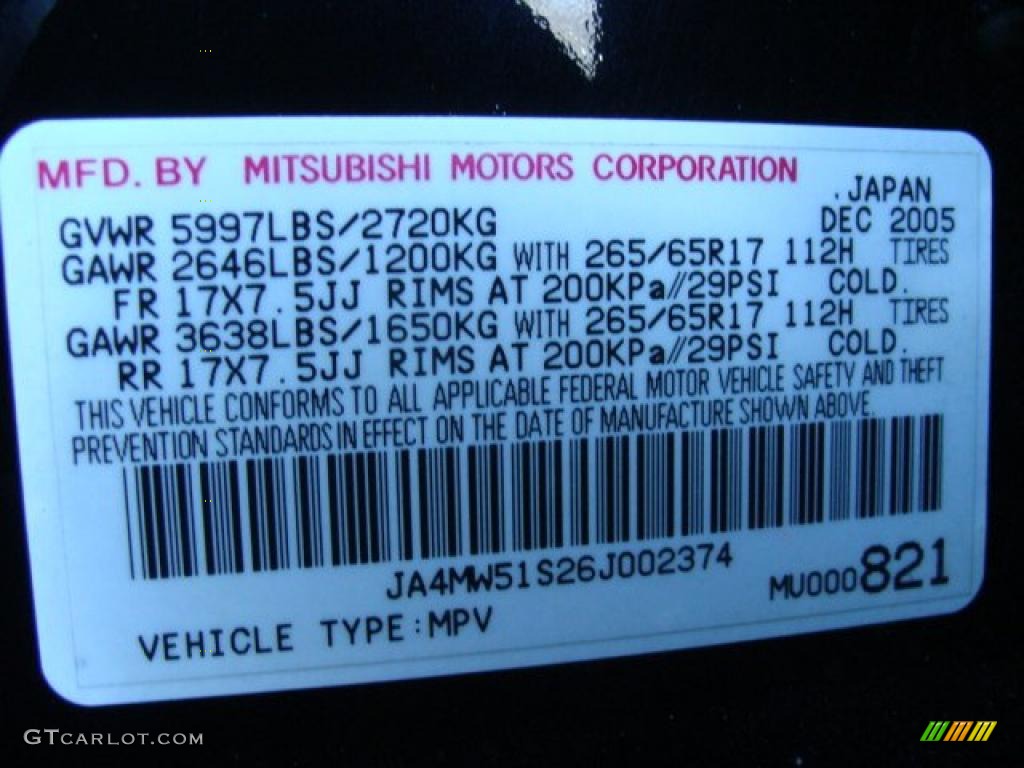 MFD. BY MITSUBISHI MOTORS CORPORATION
.JAPAN
GVWR 5997LBS/2720KG DEC 2005
GAWR 2646LBS/1200KG WITH 265/65R17 112H TIRES
FR 17X7.5JJ RIMS AT 200KPa//29PSI COLD.
GAWR 3638LBS/1650KG WITH 265/65R17 112H TIRES
RR 17X7.5JJ RIMS AT 200KPa//29PSI COLD.
THIS VEHICLE CONFORMS TO ALL APPLICABLE FEDERAL MOTOR VEHICLE SAFETY AND THEFT
PREVENTION STANDARDS IN EFFECT ON THE DATE OF MANUFACTURE SHOWN ABOVE.
JA4MW51S26J002374
MU000821
VEHICLE TYPE:MPV
GTCARLOT.COM